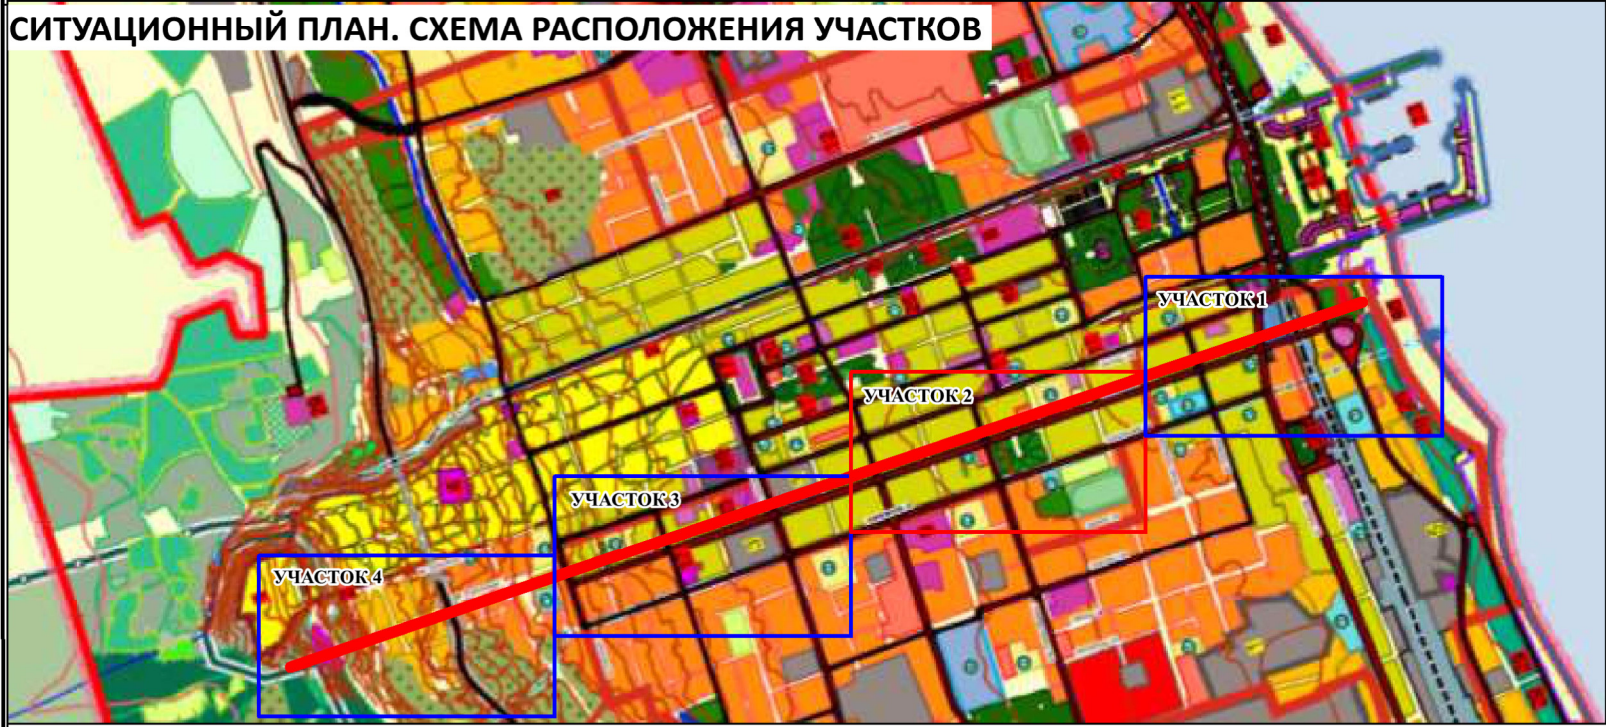 СИТУАЦИОННЫЙ ПЛАН. СХЕМА РАСПОЛОЖЕНИЯ УЧАСТКОВ
УЧАСТОК 1
УЧАСТОК 2
УЧАСТОК 3
УЧАСТОК 4